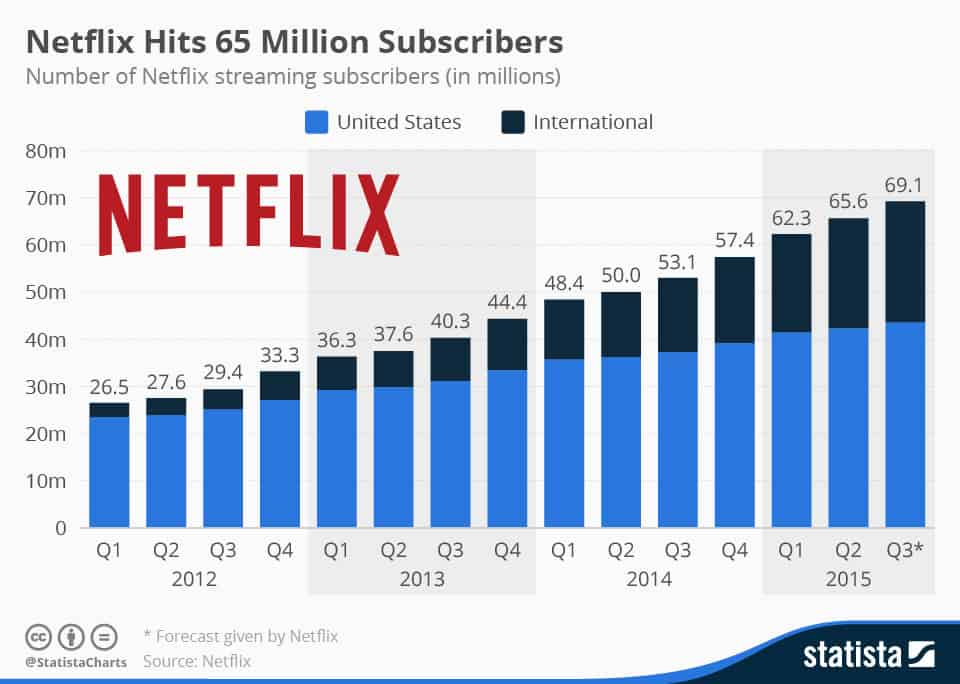 Netflix Hits 65 Million Subscribers
Number of Netflix streaming subscribers (in millions)
United States International
80m
70m
60m
50m
40m
30m
20m
10m
0
NETFLIX
26.5 27.6 29.4 33.3 36.3 37.6 40.3 44.4 48.4 50.0 53.1 57.4 62.3 65.6 69.1
Q1 Q2 Q3 Q4 Q1 Q2 Q3 Q4 Q1 Q2 Q3 Q4 Q1 Q2 Q3*
2012 2013 2014 2015
cc
* Forecast given by Netflix
@StatistaCharts Source: Netflix
statista